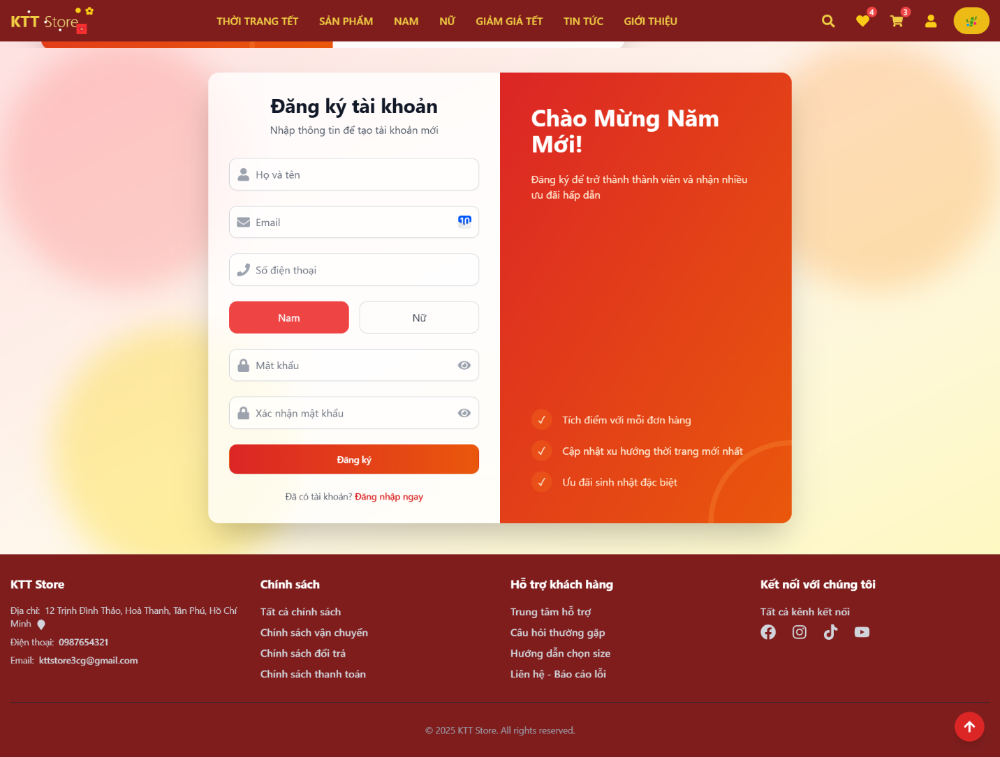 KTT Store
THỜI TRANG TẾT
SẢN PHẨM
NAM
NỮ
GIẢM GIÁ TẾT
TIN TỨC
GIỚI THIỆU
4
3
Đăng ký tài khoản
Nhập thông tin để tạo tài khoản mới
Họ và tên
Email
10
Số điện thoại
Nam
Nữ
Mật khẩu
Xác nhận mật khẩu
Đăng ký
Đã có tài khoản? Đăng nhập ngay
Chào Mừng Năm
Mới!
Đăng ký để trở thành thành viên và nhận nhiều
ưu đãi hấp dẫn
✓ Tích điểm với mỗi đơn hàng
✓ Cập nhật xu hướng thời trang mới nhất
✓ Ưu đãi sinh nhật đặc biệt
KTT Store
Địa chỉ: 12 Trịnh Đình Thảo, Hoà Thanh, Tân Phú, Hồ Chí
Minh
Điện thoại: 0987654321
Email: kttstore3cg@gmail.com
Chính sách
Tất cả chính sách
Chính sách vận chuyển
Chính sách đổi trả
Chính sách thanh toán
Hỗ trợ khách hàng
Trung tâm hỗ trợ
Câu hỏi thường gặp
Hướng dẫn chọn size
Liên hệ - Báo cáo lỗi
Kết nối với chúng tôi
Tất cả kênh kết nối
© 2025 KTT Store. All rights reserved.